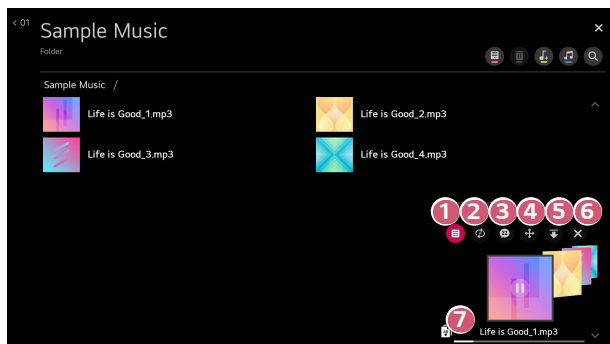 < 01
Sample Music
Folder
Sample Music /
Life is Good_1.mp3
Life is Good_2.mp3
Life is Good_3.mp3
Life is Good_4.mp3
1 2 3 4 5 6
7
Life is Good_1.mp3